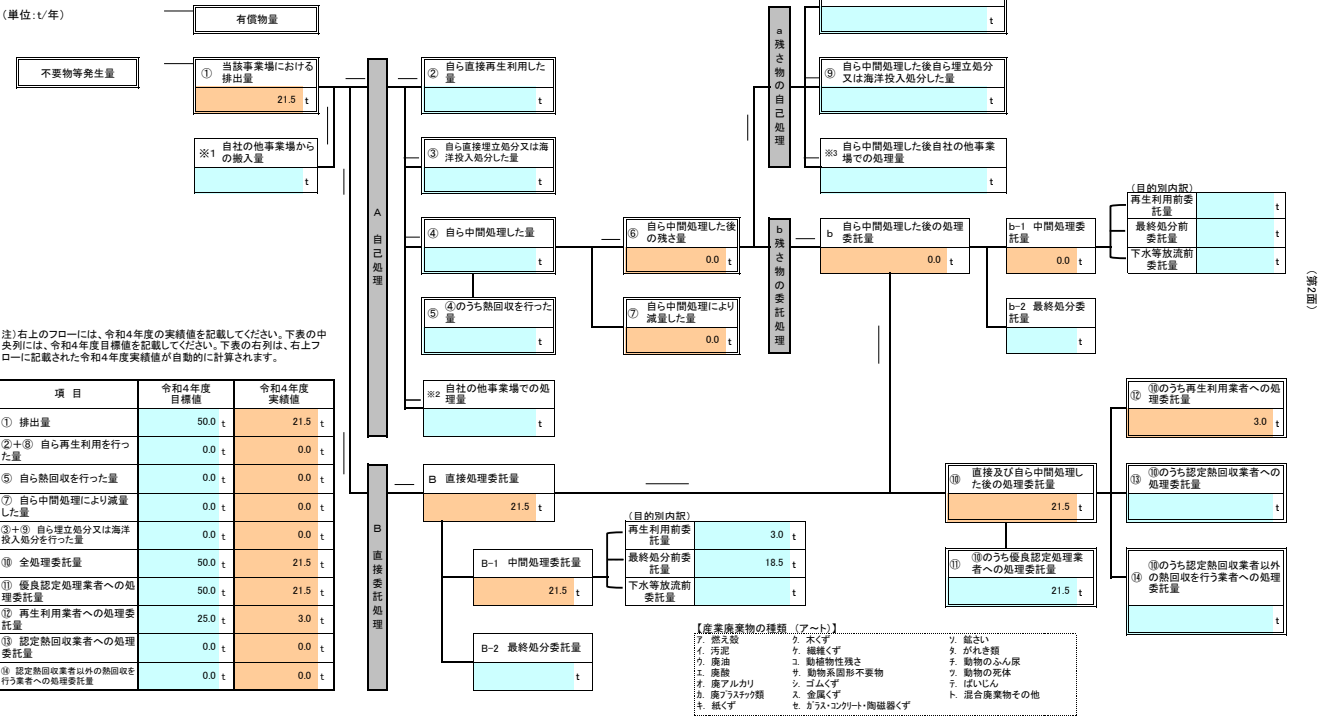 (単位:t/年)
有償物量
不要物等発生量
① 当該事業場における
排出量
21.5 t
※1 自社の他事業場から
の搬入量
t
A 自己処理
② 自ら直接再生利用した
量
t
③ 自ら直接埋立処分又は海
洋投入処分した量
t
④ 自ら中間処理した量
t
⑤ ④のうち熱回収を行った
量
t
※2 自社の他事業場での処
理量
t
⑥ 自ら中間処理した後
の残さ量
0.0 t
⑦ 自ら中間処理により
減量した量
0.0 t
a 残さ物の自己処理
t
⑨ 自ら中間処理した後自ら埋立処分
又は海洋投入処分した量
t
※3 自ら中間処理した後自社の他事業
場での処理量
t
b 残さ物の委託処理
b 自ら中間処理した後の処理
委託量
0.0 t
b-1 中間処理委
託量
0.0 t
b-2 最終処分委
託量
t
(目的別内訳)
再生利用前委
託量 t
最終処分前
委託量 t
下水等放流前
委託量 t
(第2面)
注)右上のフローには、令和4年度の実績値を記載してください。下表の中
央列には、令和4年度目標値を記載してください。下表の右列は、右上フ
ローに記載された令和4年度実績値が自動的に計算されます。
項 目 令和4年度
目標値 令和4年度
実績値
① 排出量 50.0 t 21.5 t
②+⑧ 自ら再生利用を行っ
た量 0.0 t 0.0 t
⑤ 自ら熱回収を行った量 0.0 t 0.0 t
⑦ 自ら中間処理により減量
した量 0.0 t 0.0 t
③+⑨ 自ら埋立処分又は海洋
投入処分を行った量 0.0 t 0.0 t
⑩ 全処理委託量 50.0 t 21.5 t
⑪ 優良認定処理業者への処
理委託量 50.0 t 21.5 t
⑫ 再生利用業者への処理委
託量 25.0 t 3.0 t
⑬ 認定熱回収業者への処理
委託量 0.0 t 0.0 t
⑭ 認定熱回収業者以外の熱回収を
行う業者への処理委託量 0.0 t 0.0 t
B 直接委託処理
B 直接処理委託量
21.5 t
B-1 中間処理委託量
21.5 t
B-2 最終処分委託量
t
(目的別内訳)
再生利用前委
託量 3.0 t
最終処分前委
託量 18.5 t
下水等放流前
委託量
⑩ 直接及び自ら中間処理し
た後の処理委託量
21.5 t
⑪ ⑩のうち優良認定処理業
者への処理委託量
21.5 t
⑫ ⑩のうち再生利用業者への処
理委託量
3.0 t
⑬ ⑩のうち認定熱回収業者への
処理委託量
t
⑭ ⑩のうち認定熱回収業者以外
の熱回収を行う業者への処理
委託量
t
【産業廃棄物の種類 (ア~ト)】
ア. 燃え殻 ク. 木くず ソ. 鉱さい
イ. 汚泥 ケ. 繊維くず タ. がれき類
ウ. 廃油 コ. 動植物性残さ チ. 動物のふん尿
エ. 廃酸 サ. 動物系固形不要物 ツ. 動物の死体
オ. 廃アルカリ シ. ゴムくず テ. ばいじん
カ. 廃プラスチック類 ス. 金属くず ト. 混合廃棄物その他
キ. 紙くず セ. ガラス・コンクリート・陶磁器くず